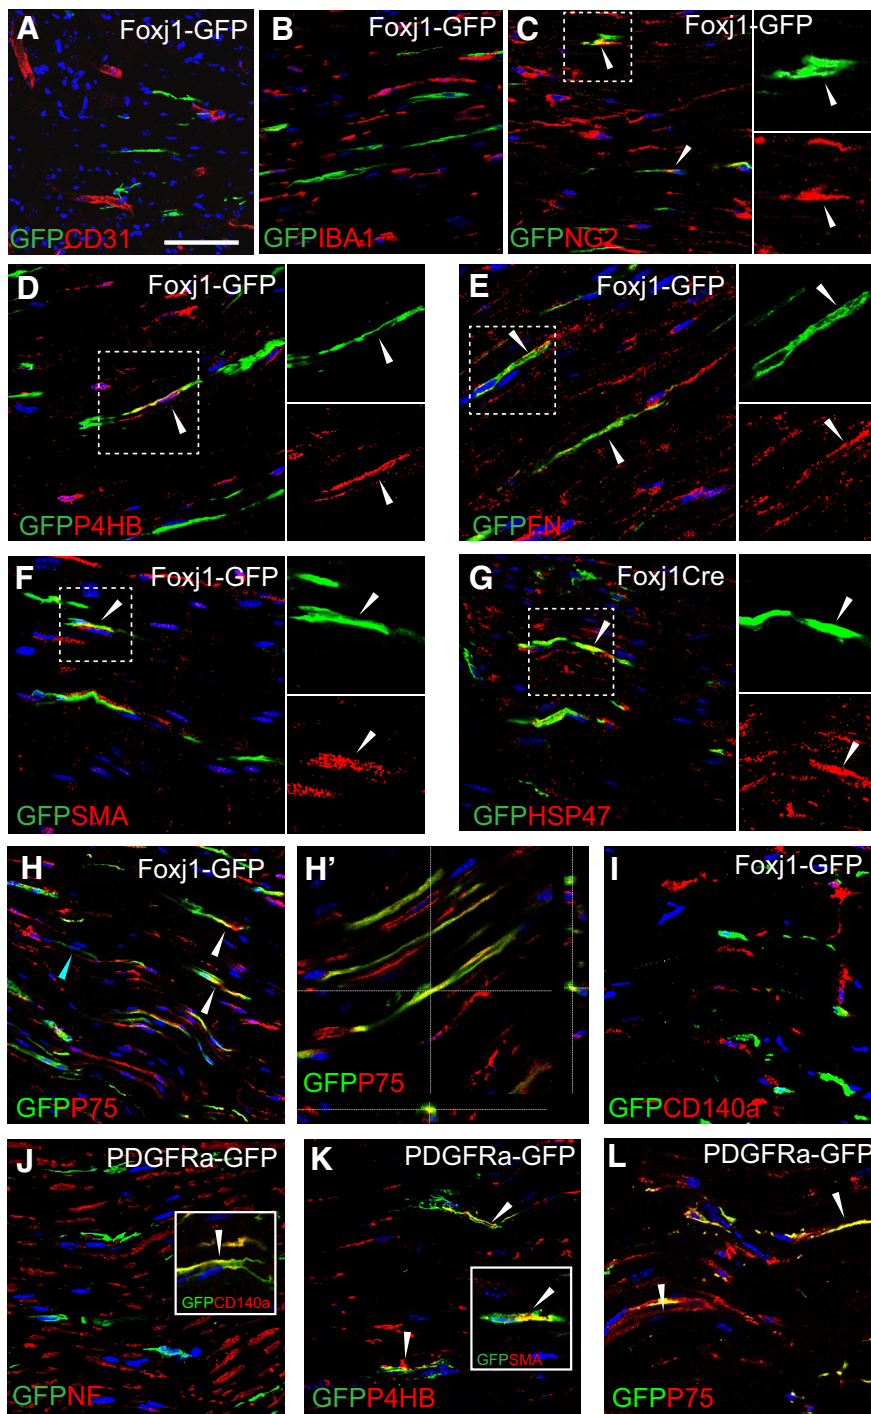 A Foxj1-GFP
GFPCD31
B Foxj1-GFP
GFPIBA1
C Foxj1-GFP
GFPNG2
D Foxj1-GFP
GFPP4HB
E Foxj1-GFP
GFPFN
F Foxj1-GFP
GFPSMA
G Foxj1Cre
GFPHSP47
H Foxj1-GFP
GFPP75
H'
GFPP75
I Foxj1-GFP
GFPCD140a
J PDGFRa-GFP
GFPCD140a
GFPNF
K PDGFRa-GFP
GFPSMA
GFPP4HB
L PDGFRa-GFP
GFPP75